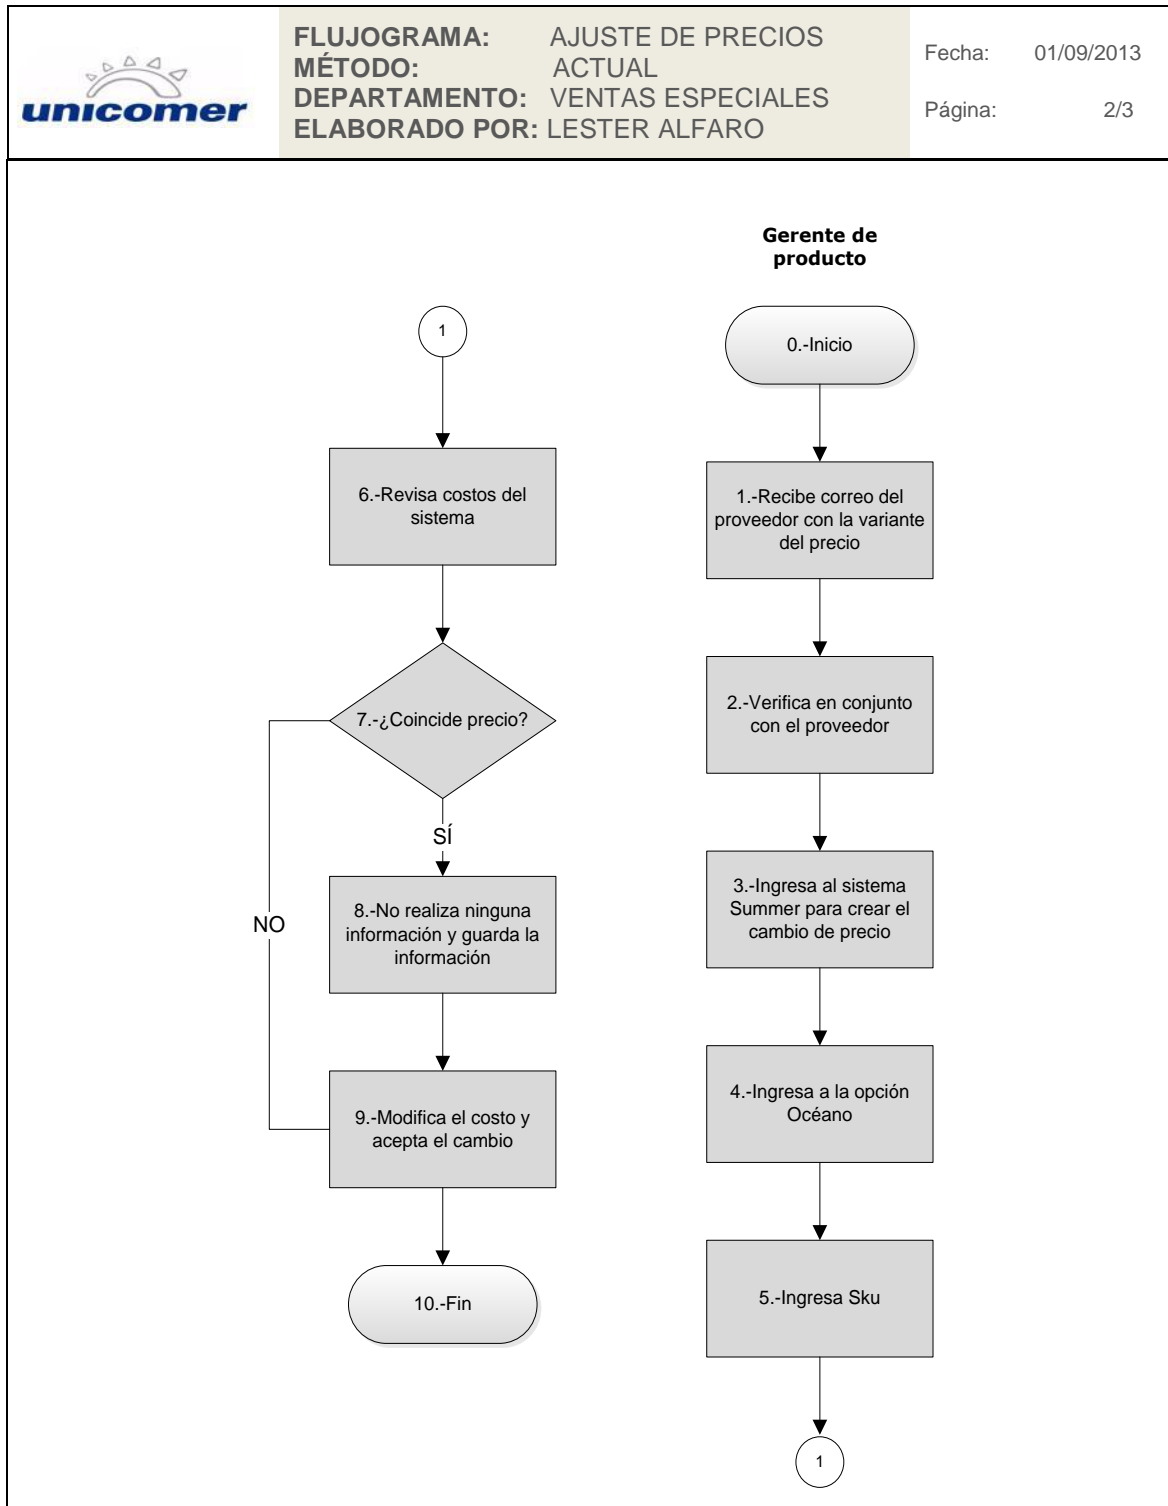 unicomer
FLUJOGRAMA: AJUSTE DE PRECIOS
MÉTODO: ACTUAL
DEPARTAMENTO: VENTAS ESPECIALES
ELABORADO POR: LESTER ALFARO
Fecha: 01/09/2013
Página: 2/3
Gerente de
producto
0.-Inicio
1.-Recibe correo del
proveedor con la variante
del precio
2.-Verifica en conjunto
con el proveedor
3.-Ingresa al sistema
Summer para crear el
cambio de precio
4.-Ingresa a la opción
Océano
5.-Ingresa Sku
1
1
6.-Revisa costos del
sistema
7.-¿Coincide precio?
SÍ
NO
8.-No realiza ninguna
información y guarda la
información
9.-Modifica el costo y
acepta el cambio
10.-Fin